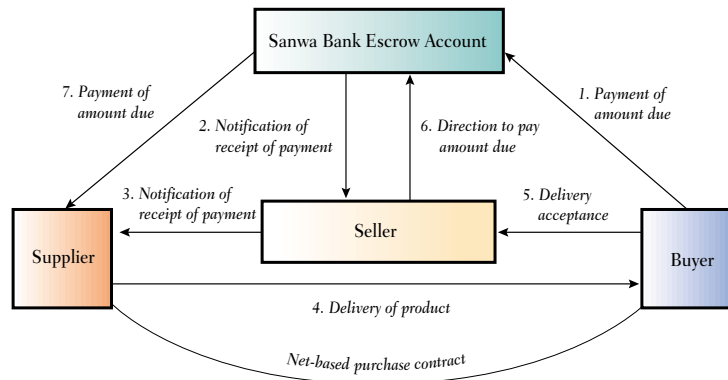 Sanwa Bank Escrow Account
7. Payment of
amount due
1. Payment of
amount due
2. Notification of
receipt of payment
6. Direction to pay
amount due
3. Notification of
receipt of payment
5. Delivery
acceptance
Supplier
Seller
Buyer
4. Delivery of product
Net-based purchase contract